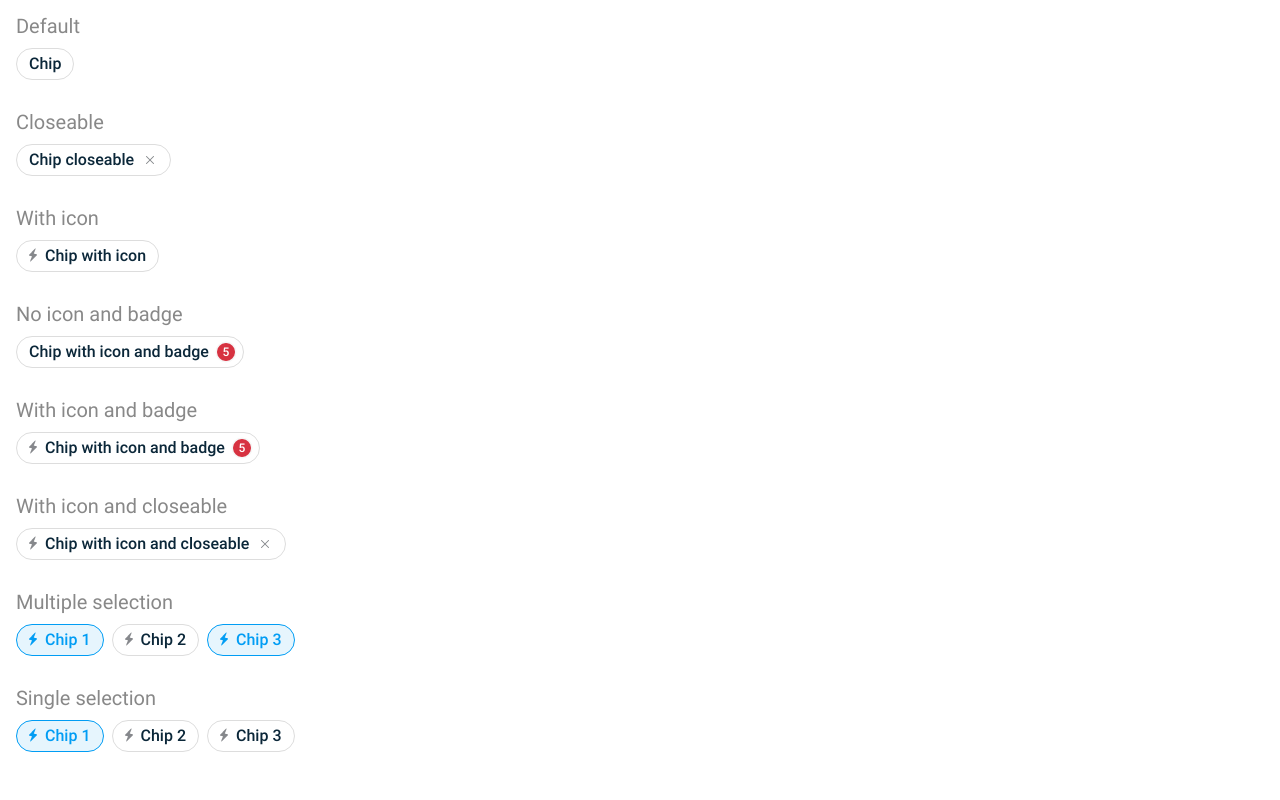 Default
Chip
Closeable
Chip closeable
With icon
Chip with icon
No icon and badge
Chip with icon and badge 5
With icon and badge
Chip with icon and badge 5
With icon and closeable
Chip with icon and closeable
Multiple selection
Chip 1 Chip 2 Chip 3
Single selection
Chip 1 Chip 2 Chip 3